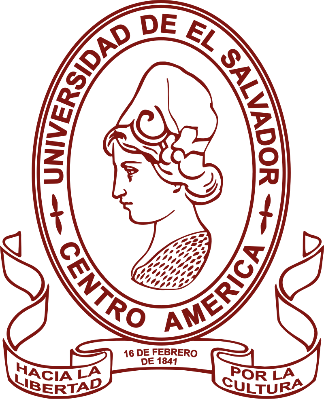 UNIVERSIDAD DE EL SALVADOR
CENTRO AMERICA
HACIA LA
LIBERTAD
16 DE FEBRERO
DE 1841
POR LA
CULTURA